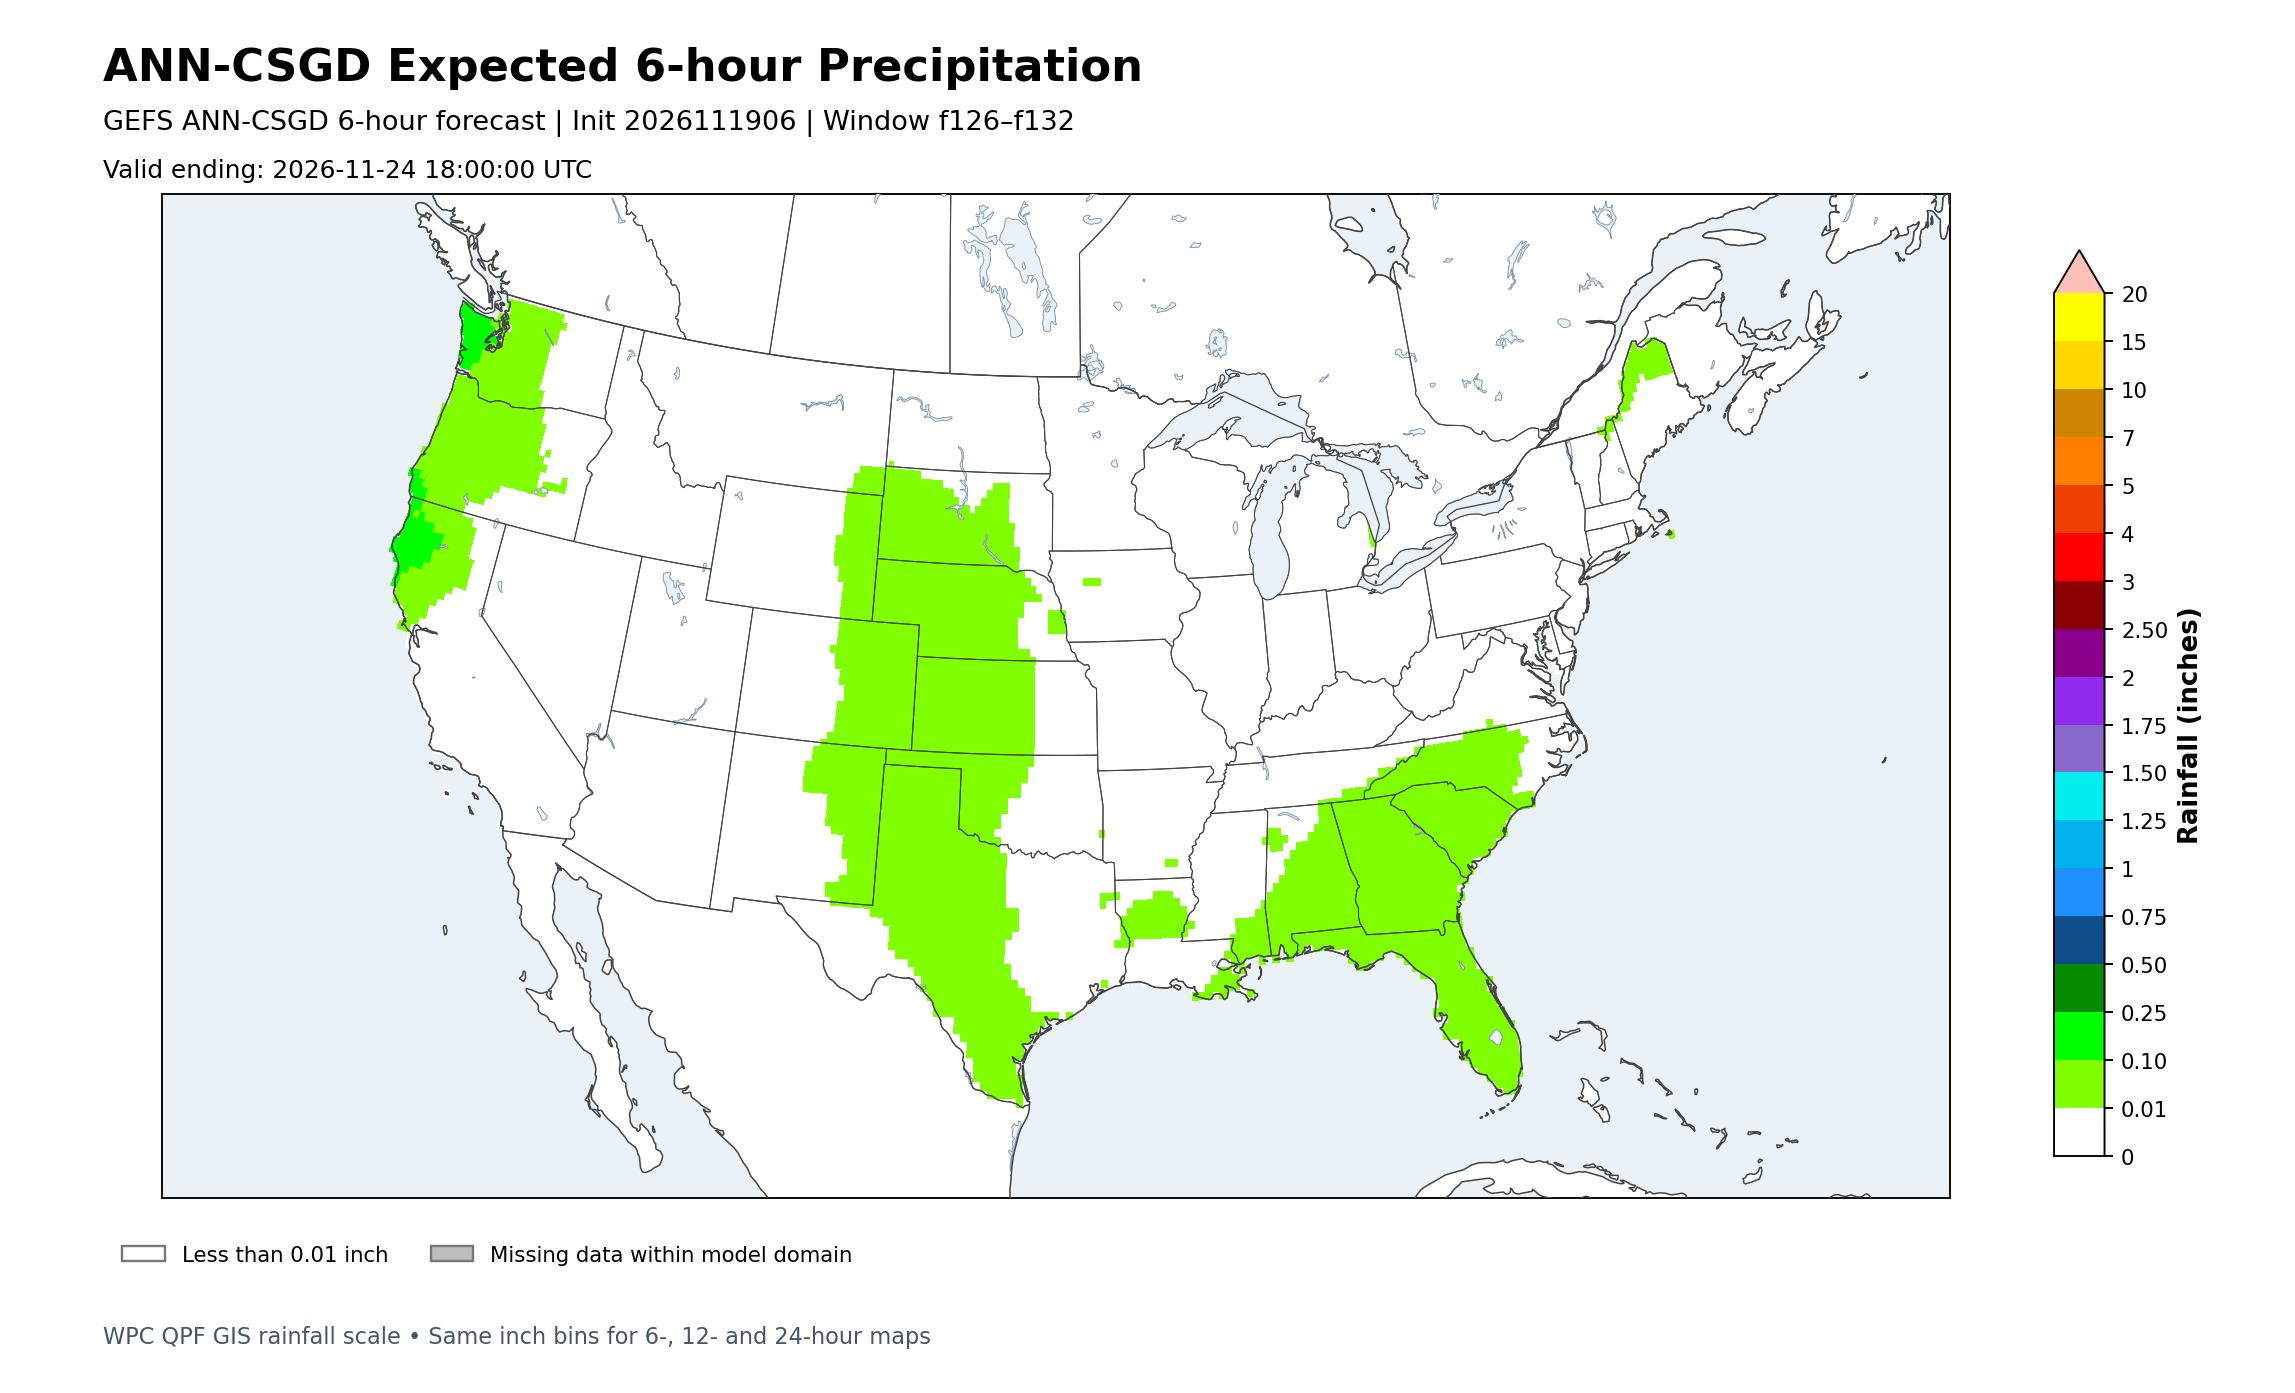 ANN-CSGD Expected 6-hour Precipitation
GEFS ANN-CSGD 6-hour forecast | Init 2026111906 | Window f126–f132
Valid ending: 2026-11-24 18:00:00 UTC
20
15
10
7
5
4
3
2.50
2
1.75
1.50
1.25
1
0.75
0.50
0.25
0.10
0.01
0
Rainfall (inches)
Less than 0.01 inch
Missing data within model domain
WPC QPF GIS rainfall scale • Same inch bins for 6-, 12- and 24-hour maps